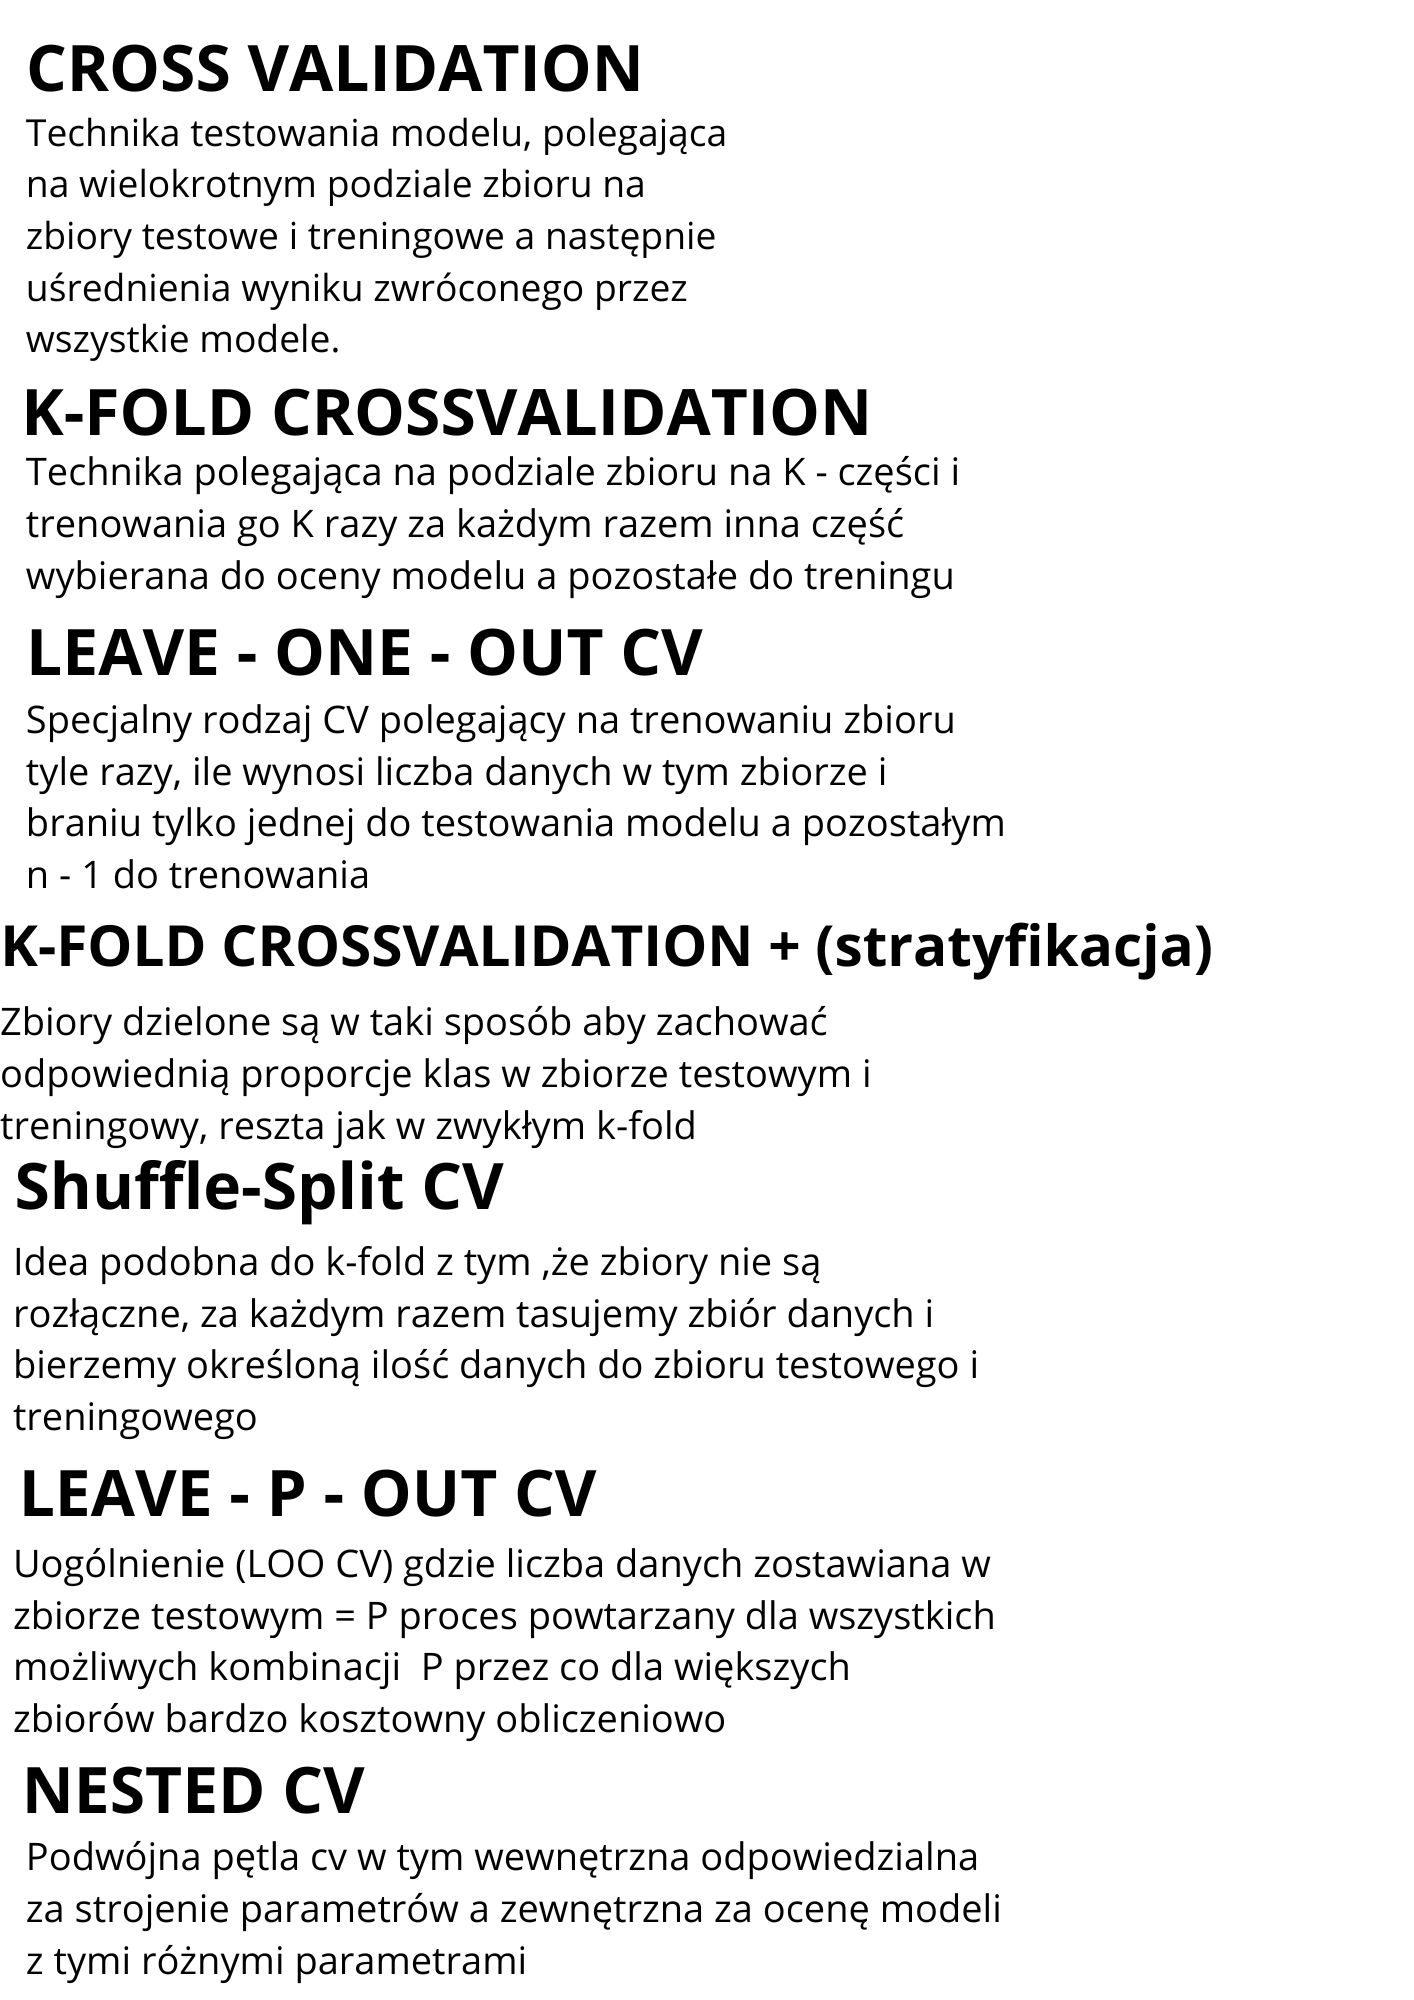 CROSS VALIDATION
Technika testowania modelu, polegająca
na wielokrotnym podziale zbioru na
zbiory testowe i treningowe a następnie
uśrednienia wyniku zwróconego przez
wszystkie modele.
K-FOLD CROSSVALIDATION
Technika polegająca na podziale zbioru na K - części i
trenowania go K razy za każdym razem inna część
wybierana do oceny modelu a pozostałe do treningu
LEAVE - ONE - OUT CV
Specjalny rodzaj CV polegający na trenowaniu zbioru
tyle razy, ile wynosi liczba danych w tym zbiorze i
braniu tylko jednej do testowania modelu a pozostałym
n - 1 do trenowania
K-FOLD CROSSVALIDATION + (stratyfikacja)
Zbiory dzielone są w taki sposób aby zachować
odpowiednią proporcje klas w zbiorze testowym i
treningowy, reszta jak w zwykłym k-fold
Shuffle-Split CV
Idea podobna do k-fold z tym ,że zbiory nie są
rozłączne, za każdym razem tasujemy zbiór danych i
bierzemy określoną ilość danych do zbioru testowego i
treningowego
LEAVE - P - OUT CV
Uogólnienie (LOO CV) gdzie liczba danych zostawiana w
zbiorze testowym = P proces powtarzany dla wszystkich
możliwych kombinacji  P przez co dla większych
zbiorów bardzo kosztowny obliczeniowo
NESTED CV
Podwójna pętla cv w tym wewnętrzna odpowiedzialna
za strojenie parametrów a zewnętrzna za ocenę modeli
z tymi różnymi parametrami